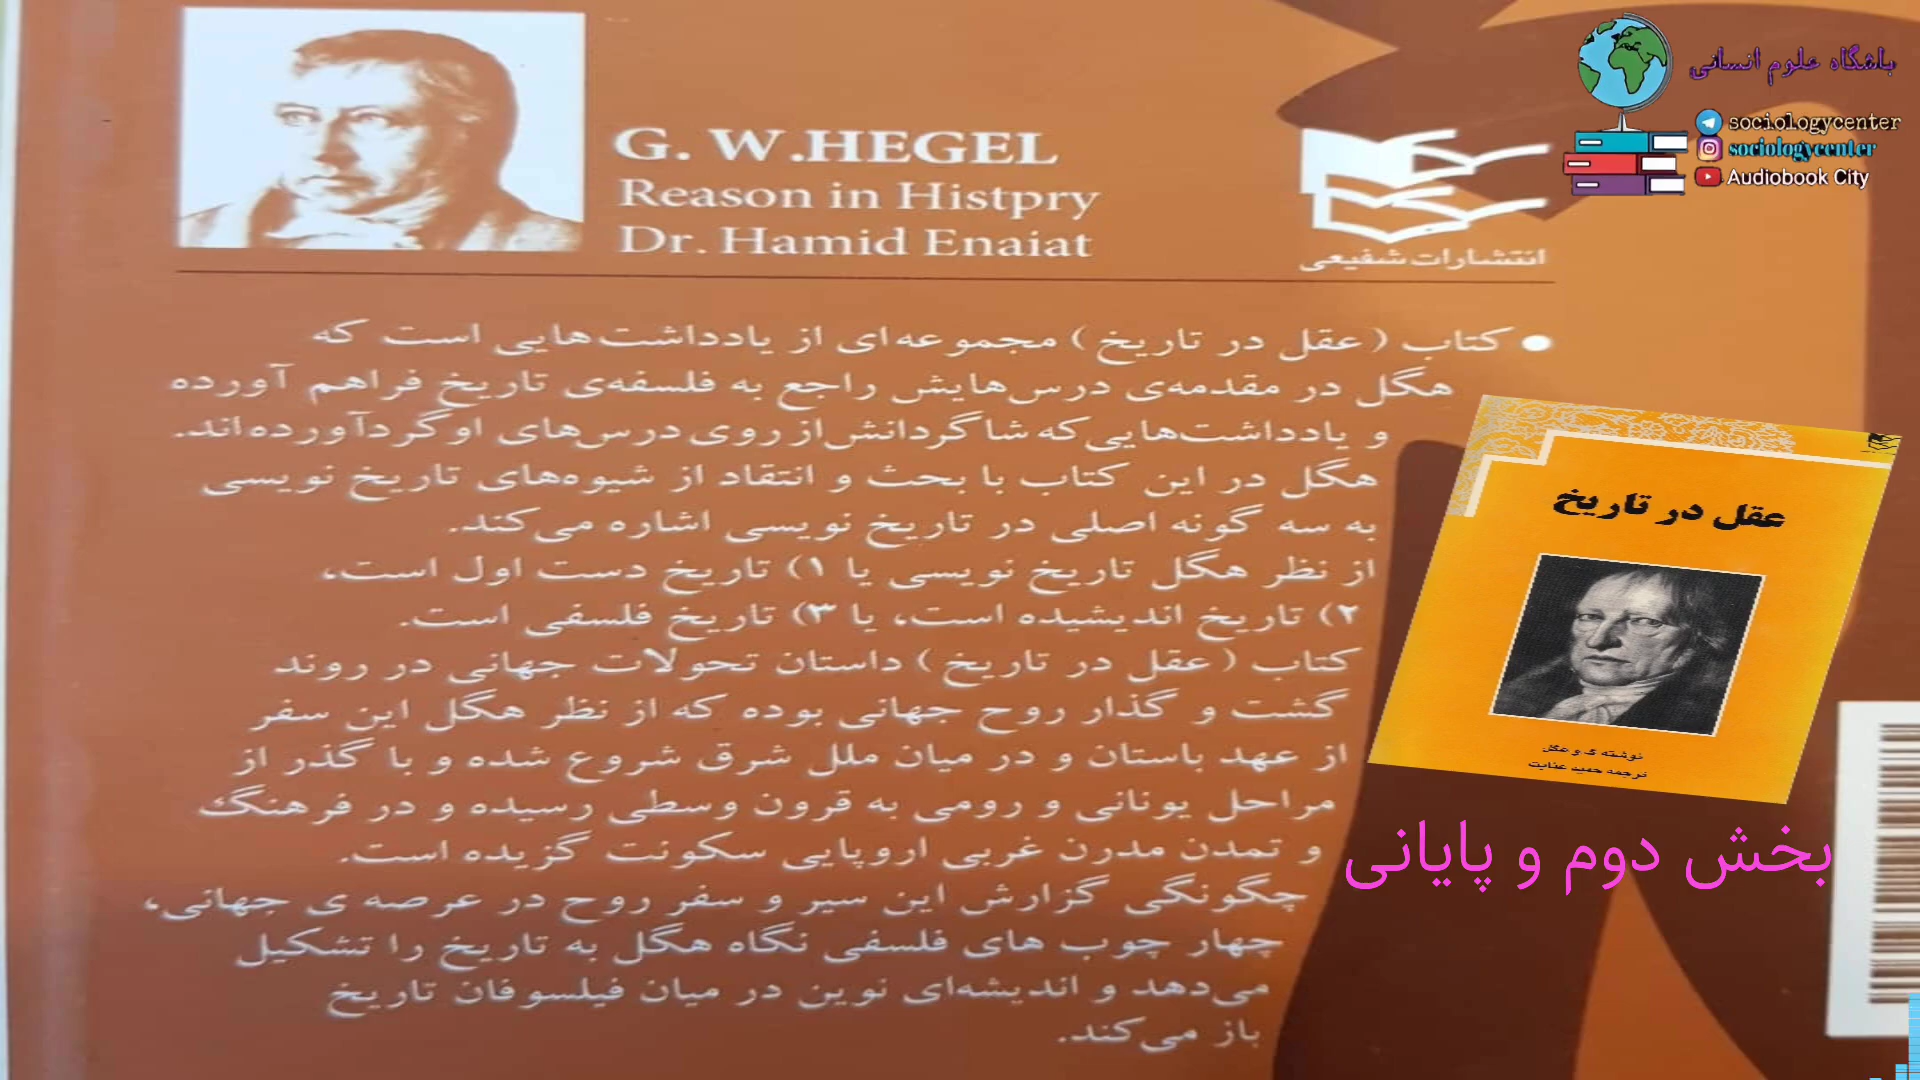 باشگاه علوم انسانی
sociologycenter
sociologycenter
Audiobook City
G. W.HEGEL
Reason in Histpry
Dr. Hamid Enaiat
انتشارات شفیعی
● کتاب (عقل در تاریخ) مجموعه‌ای از یادداشت‌هایی است که
هگل در مقدمه‌ی درس‌هایش راجع به فلسفه‌ی تاریخ فراهم آورده
و یادداشت‌هایی که شاگردانش از روی درس‌های او گردآورده‌اند.
هگل در این کتاب با بحث و انتقاد از شیوه‌های تاریخ نویسی
به سه گونه اصلی در تاریخ نویسی اشاره می‌کند.
از نظر هگل تاریخ نویسی یا ۱) تاریخ دست اول است،
۲) تاریخ اندیشیده است، یا ۳) تاریخ فلسفی است.
کتاب (عقل در تاریخ) داستان تحولات جهانی در روند
گشت و گذار روح جهانی بوده که از نظر هگل این سفر
از عهد باستان و در میان ملل شرق شروع شده و با گذر از
مراحل یونانی و رومی به قرون وسطی رسیده و در فرهنگ
و تمدن مدرن غربی اروپایی سکونت گزیده است.
چگونگی گزارش این سیر و سفر روح در عرصه ی جهانی،
چهار چوب های فلسفی نگاه هگل به تاریخ را تشکیل
می‌دهد و اندیشه‌ای نوین در میان فیلسوفان تاریخ
باز می‌کند.
عقل در تاریخ
نوشته گ و هگل
ترجمه حمید عنایت
بخش دوم و پایانی